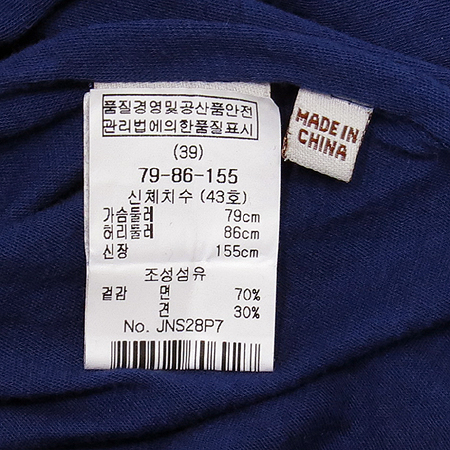 품질경영및공산품안전
관리법에의한품질표시
(39)
79-86-155
신체치수 (43호)
가슴둘레 79cm
허리둘레 86cm
신장 155cm
조성섬유
겉감 면 70%
견 30%
No. JNS28P7
MADE IN
CHINA